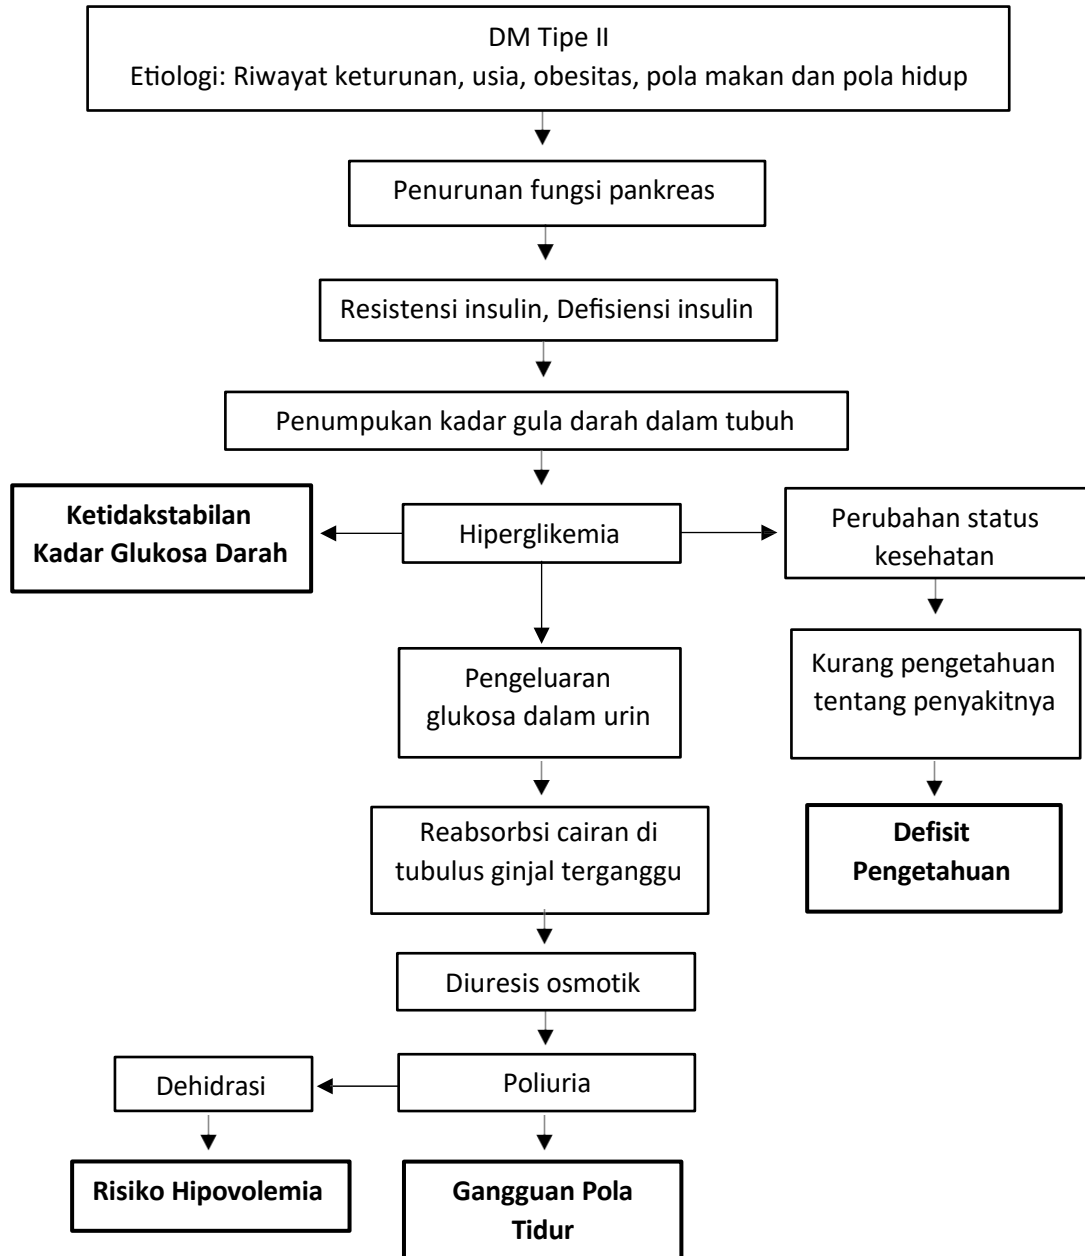 DM Tipe II
Etiologi: Riwayat keturunan, usia, obesitas, pola makan dan pola hidup
Penurunan fungsi pankreas
Resistensi insulin, Defisiensi insulin
Penumpukan kadar gula darah dalam tubuh
Ketidakstabilan
Kadar Glukosa Darah
Hiperglikemia
Perubahan status
kesehatan
Pengeluaran
glukosa dalam urin
Kurang pengetahuan
tentang penyakitnya
Reabsorbsi cairan di
tubulus ginjal terganggu
Defisit
Pengetahuan
Diuresis osmotik
Dehidrasi
Poliuria
Risiko Hipovolemia
Gangguan Pola
Tidur